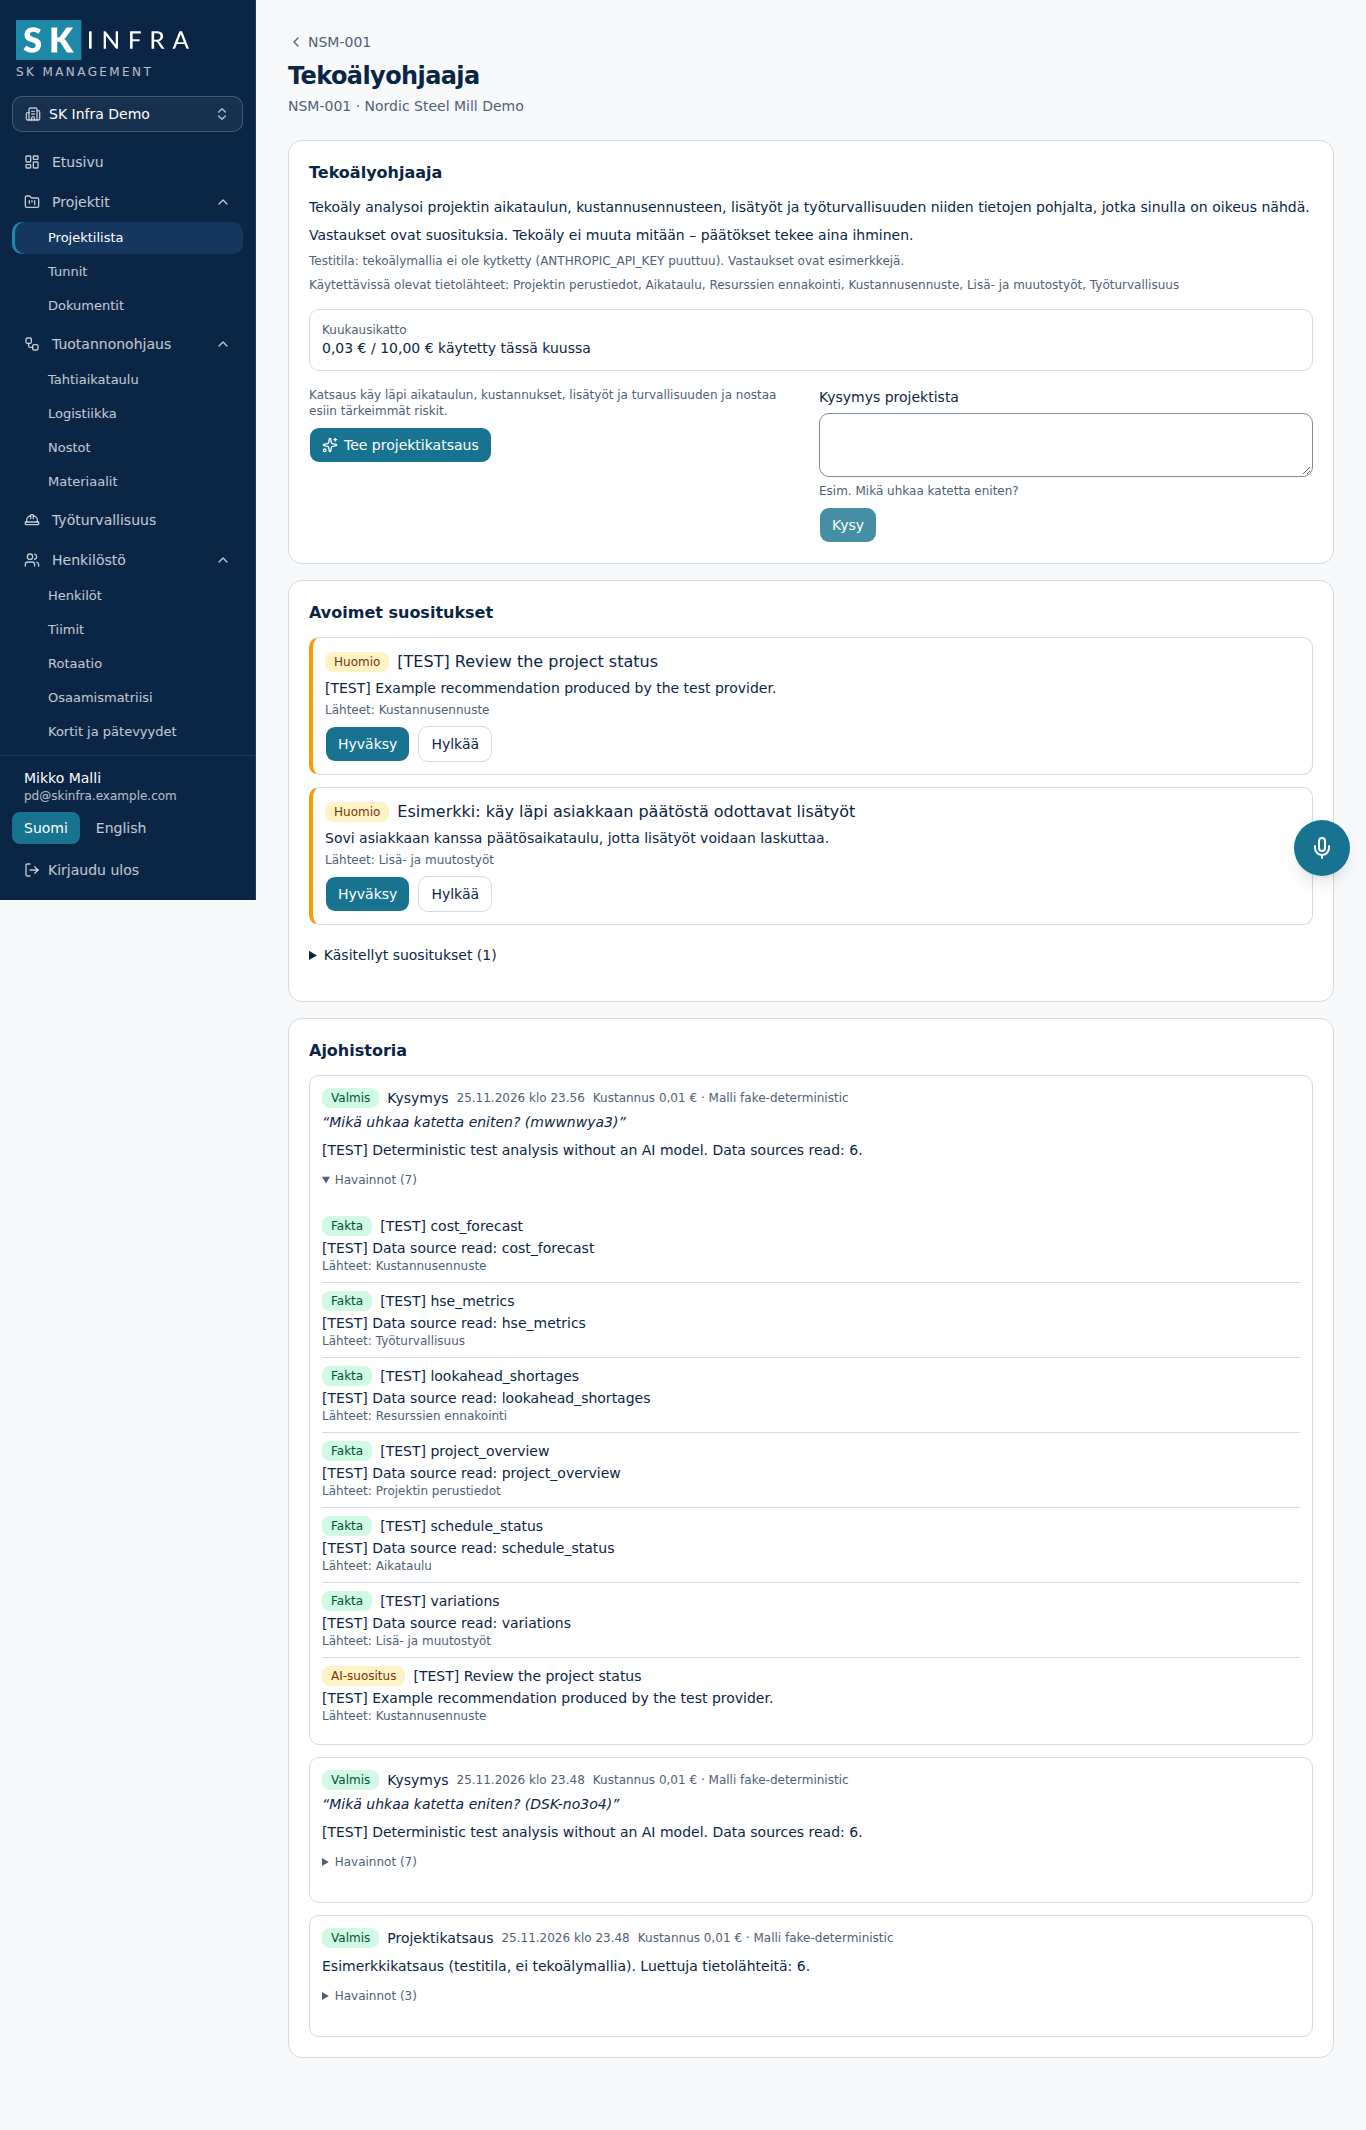 SK INFRA
SK MANAGEMENT
SK Infra Demo
Etusivu
Projektit
Projektilista
Tunnit
Dokumentit
Tuotannonohjaus
Tahtiaikataulu
Logistiikka
Nostot
Materiaalit
Työturvallisuus
Henkilöstö
Henkilöt
Tiimit
Rotaatio
Osaamismatriisi
Kortit ja pätevyydet
Mikko Malli
pd@skinfra.example.com
Suomi English
Kirjaudu ulos
NSM-001
Tekoälyohjaaja
NSM-001 · Nordic Steel Mill Demo
Tekoälyohjaaja
Tekoäly analysoi projektin aikataulun, kustannusennusteen, lisätyöt ja työturvallisuuden niiden tietojen pohjalta, jotka sinulla on oikeus nähdä.
Vastaukset ovat suosituksia. Tekoäly ei muuta mitään – päätökset tekee aina ihminen.
Testitila: tekoälymallia ei ole kytketty (ANTHROPIC_API_KEY puuttuu). Vastaukset ovat esimerkkejä.
Käytettävissä olevat tietolähteet: Projektin perustiedot, Aikataulu, Resurssien ennakointi, Kustannusennuste, Lisä- ja muutostyöt, Työturvallisuus
Kuukausikatto
0,03 € / 10,00 € käytetty tässä kuussa
Katsaus käy läpi aikataulun, kustannukset, lisätyöt ja turvallisuuden ja nostaa
esiin tärkeimmät riskit.
Tee projektikatsaus
Kysymys projektista
Esim. Mikä uhkaa katetta eniten?
Kysy
Avoimet suositukset
Huomio [TEST] Review the project status
[TEST] Example recommendation produced by the test provider.
Lähteet: Kustannusennuste
Hyväksy Hylkää
Huomio Esimerkki: käy läpi asiakkaan päätöstä odottavat lisätyöt
Sovi asiakkaan kanssa päätösaikataulu, jotta lisätyöt voidaan laskuttaa.
Lähteet: Lisä- ja muutostyöt
Hyväksy Hylkää
Käsitellyt suositukset (1)
Ajohistoria
Valmis Kysymys 25.11.2026 klo 23.56 Kustannus 0,01 € · Malli fake-deterministic
“Mikä uhkaa katetta eniten? (mwwnwya3)”
[TEST] Deterministic test analysis without an AI model. Data sources read: 6.
Havainnot (7)
Fakta [TEST] cost_forecast
[TEST] Data source read: cost_forecast
Lähteet: Kustannusennuste
Fakta [TEST] hse_metrics
[TEST] Data source read: hse_metrics
Lähteet: Työturvallisuus
Fakta [TEST] lookahead_shortages
[TEST] Data source read: lookahead_shortages
Lähteet: Resurssien ennakointi
Fakta [TEST] project_overview
[TEST] Data source read: project_overview
Lähteet: Projektin perustiedot
Fakta [TEST] schedule_status
[TEST] Data source read: schedule_status
Lähteet: Aikataulu
Fakta [TEST] variations
[TEST] Data source read: variations
Lähteet: Lisä- ja muutostyöt
AI-suositus [TEST] Review the project status
[TEST] Example recommendation produced by the test provider.
Lähteet: Kustannusennuste
Valmis Kysymys 25.11.2026 klo 23.48 Kustannus 0,01 € · Malli fake-deterministic
“Mikä uhkaa katetta eniten? (DSK-no3o4)”
[TEST] Deterministic test analysis without an AI model. Data sources read: 6.
Havainnot (7)
Valmis Projektikatsaus 25.11.2026 klo 23.48 Kustannus 0,01 € · Malli fake-deterministic
Esimerkkikatsaus (testitila, ei tekoälymallia). Luettuja tietolähteitä: 6.
Havainnot (3)